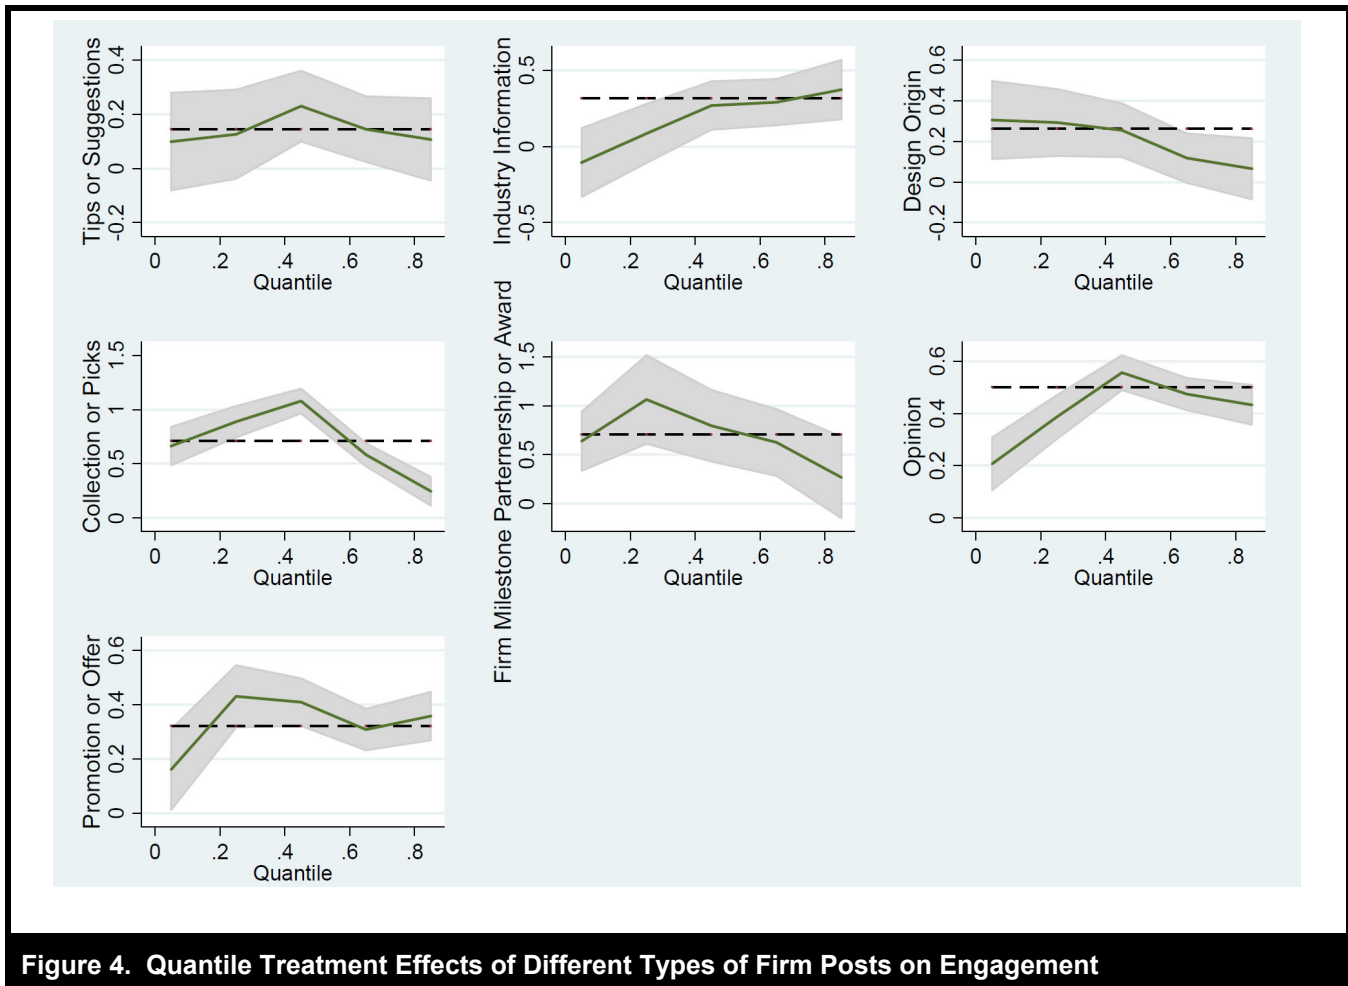 Tips or Suggestions
-0.2 0 0.2 0.4
0 .2 .4 .6 .8
Quantile
Industry Information
-0.5 0 0.5
0 .2 .4 .6 .8
Quantile
Design Origin
-0.2 0 0.2 0.4 0.6
0 .2 .4 .6 .8
Quantile
Collection or Picks
0 0.5 1 1.5
0 .2 .4 .6 .8
Quantile
Firm Milestone Parternership or Award
0 0.5 1 1.5
0 .2 .4 .6 .8
Quantile
Opinion
0 0.2 0.4 0.6
0 .2 .4 .6 .8
Quantile
Promotion or Offer
0 0.2 0.4 0.6
0 .2 .4 .6 .8
Quantile
Figure 4. Quantile Treatment Effects of Different Types of Firm Posts on Engagement